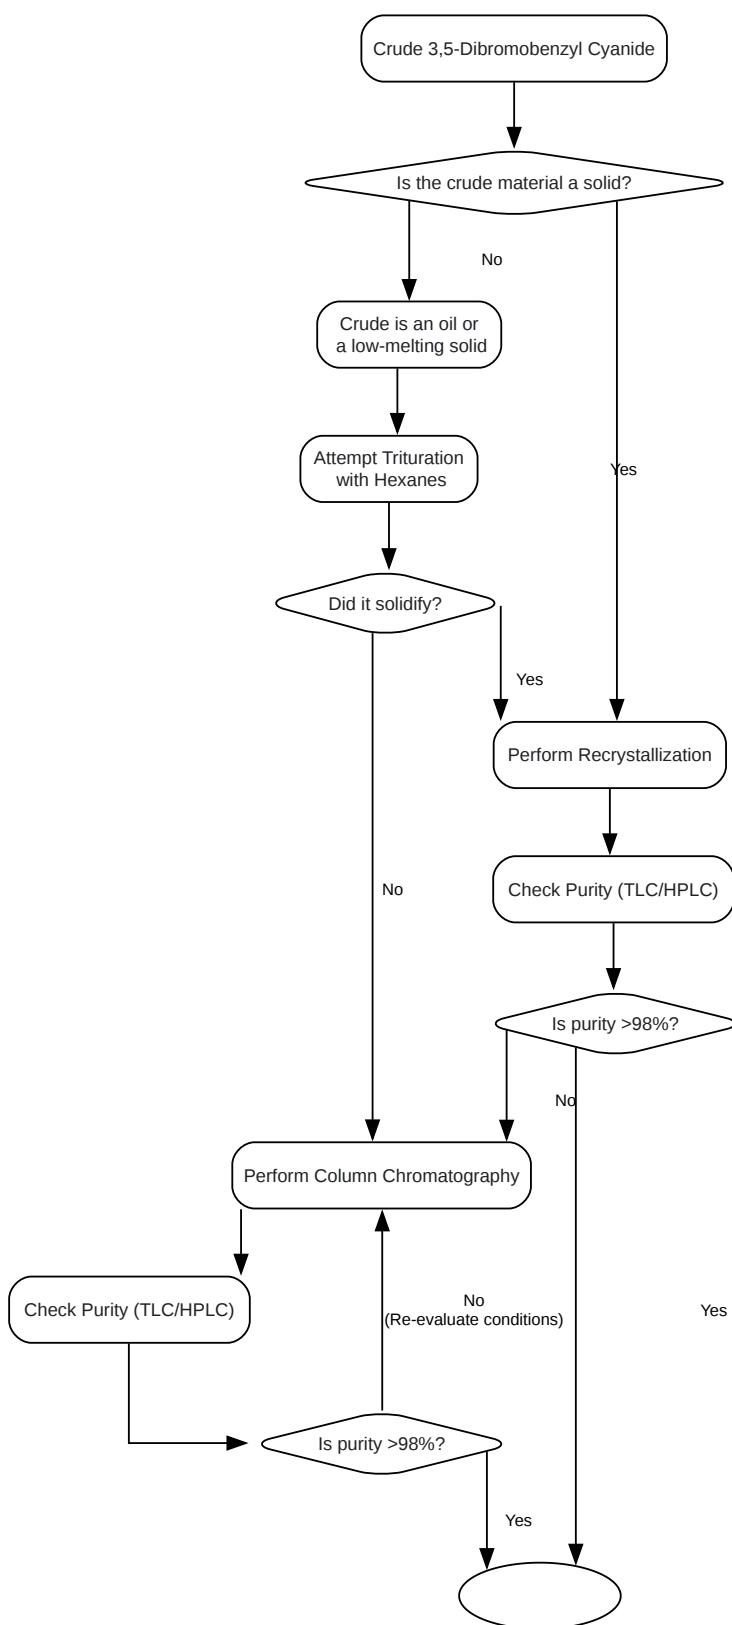 Crude 3,5-Dibromobenzyl Cyanide
Is the crude material a solid?
No
Crude is an oil or
a low-melting solid
Attempt Trituration
with Hexanes
Yes
Did it solidify?
Yes
Perform Recrystallization
No
Check Purity (TLC/HPLC)
Is purity >98%?
No
Perform Column Chromatography
Check Purity (TLC/HPLC)
No
(Re-evaluate conditions)
Yes
Is purity >98%?
Yes